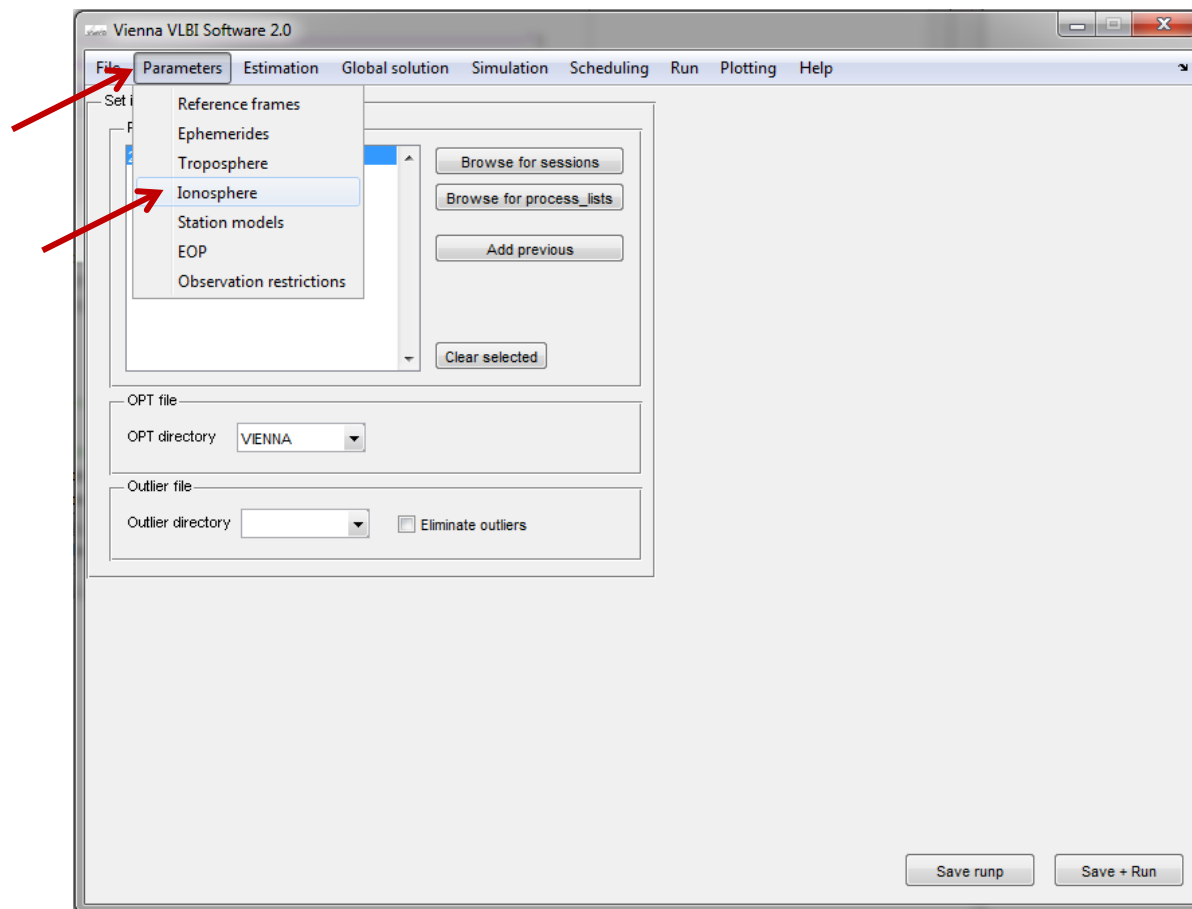 Vienna VLBI Software 2.0
File Parameters Estimation Global solution Simulation Scheduling Run Plotting Help
Set i
Reference frames
Ephemerides
Troposphere
Ionosphere
Station models
EOP
Observation restrictions
Browse for sessions
Browse for process_lists
Add previous
Clear selected
OPT file
OPT directory VIENNA
Outlier file
Outlier directory Eliminate outliers
Save runp Save + Run